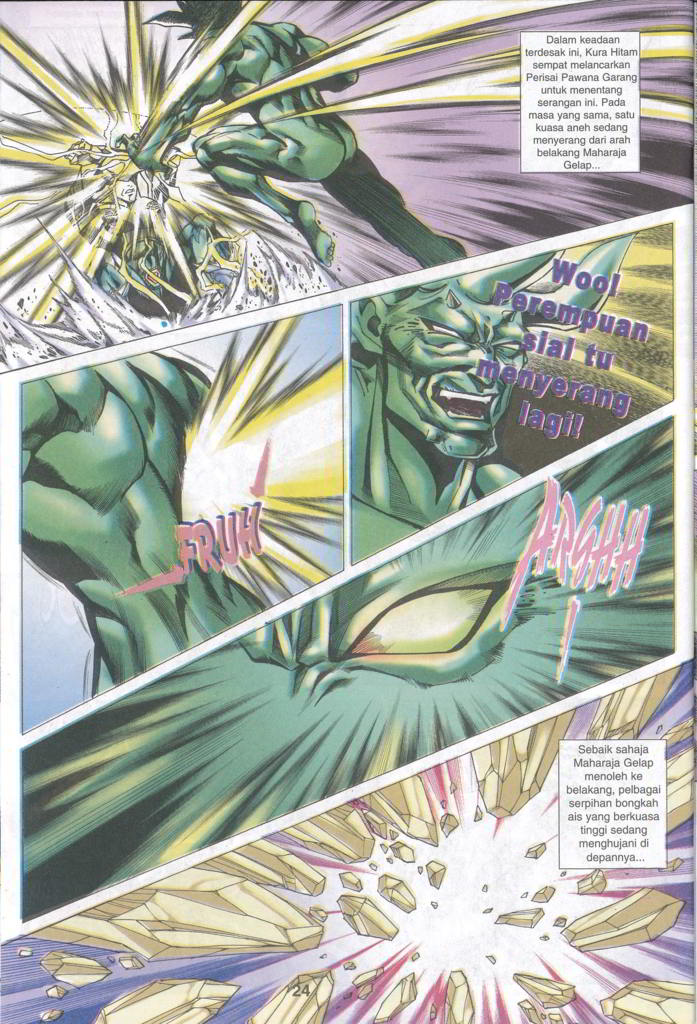 Dalam keadaan
terdesak ini, Kura Hitam
sempat melancarkan
Perisai Pawana Garang
untuk menentang
serangan ini. Pada
masa yang sama, satu
kuasa aneh sedang
menyerang dari arah
belakang Maharaja
Gelap...
Woo!
Perempuan
sial tu
menyerang
lagi!
FRUH
ARGHH
!
Sebaik sahaja
Maharaja Gelap
menoleh ke
belakang, pelbagai
serpihan bongkah
ais yang berkuasa
tinggi sedang
menghujani di
depannya...
24